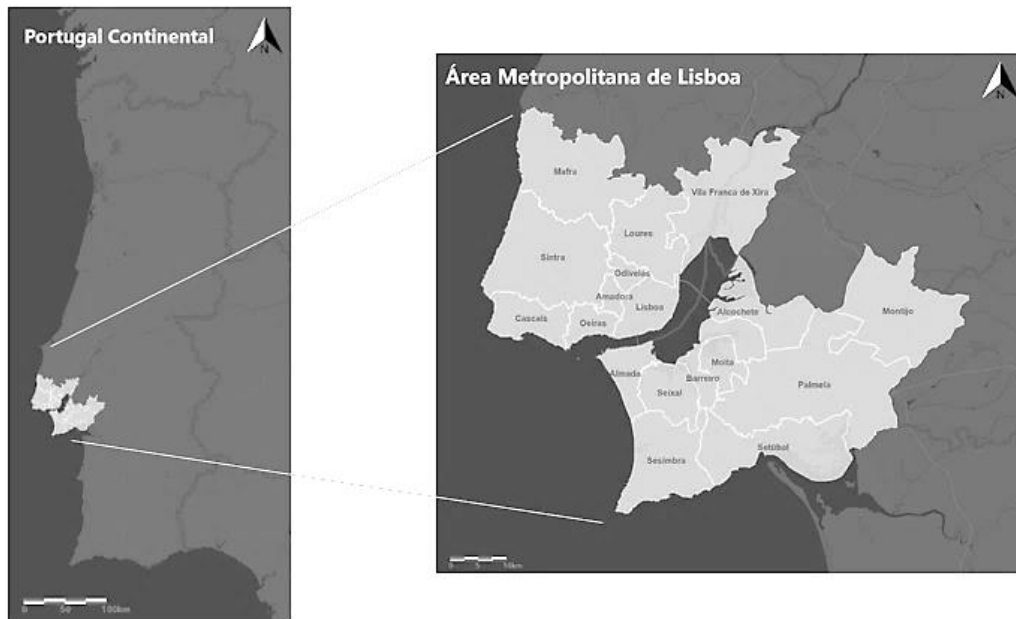 Portugal Continental
N
0 50 100km
Área Metropolitana de Lisboa
N
Mafra
Vila Franca de Xira
Loures
Sintra
Odivelas
Amadora
Lisboa
Cascais
Oeiras
Alcochete
Montijo
Moita
Almada
Barreiro
Palmela
Seixal
Setúbal
Sesimbra
0 5 10km